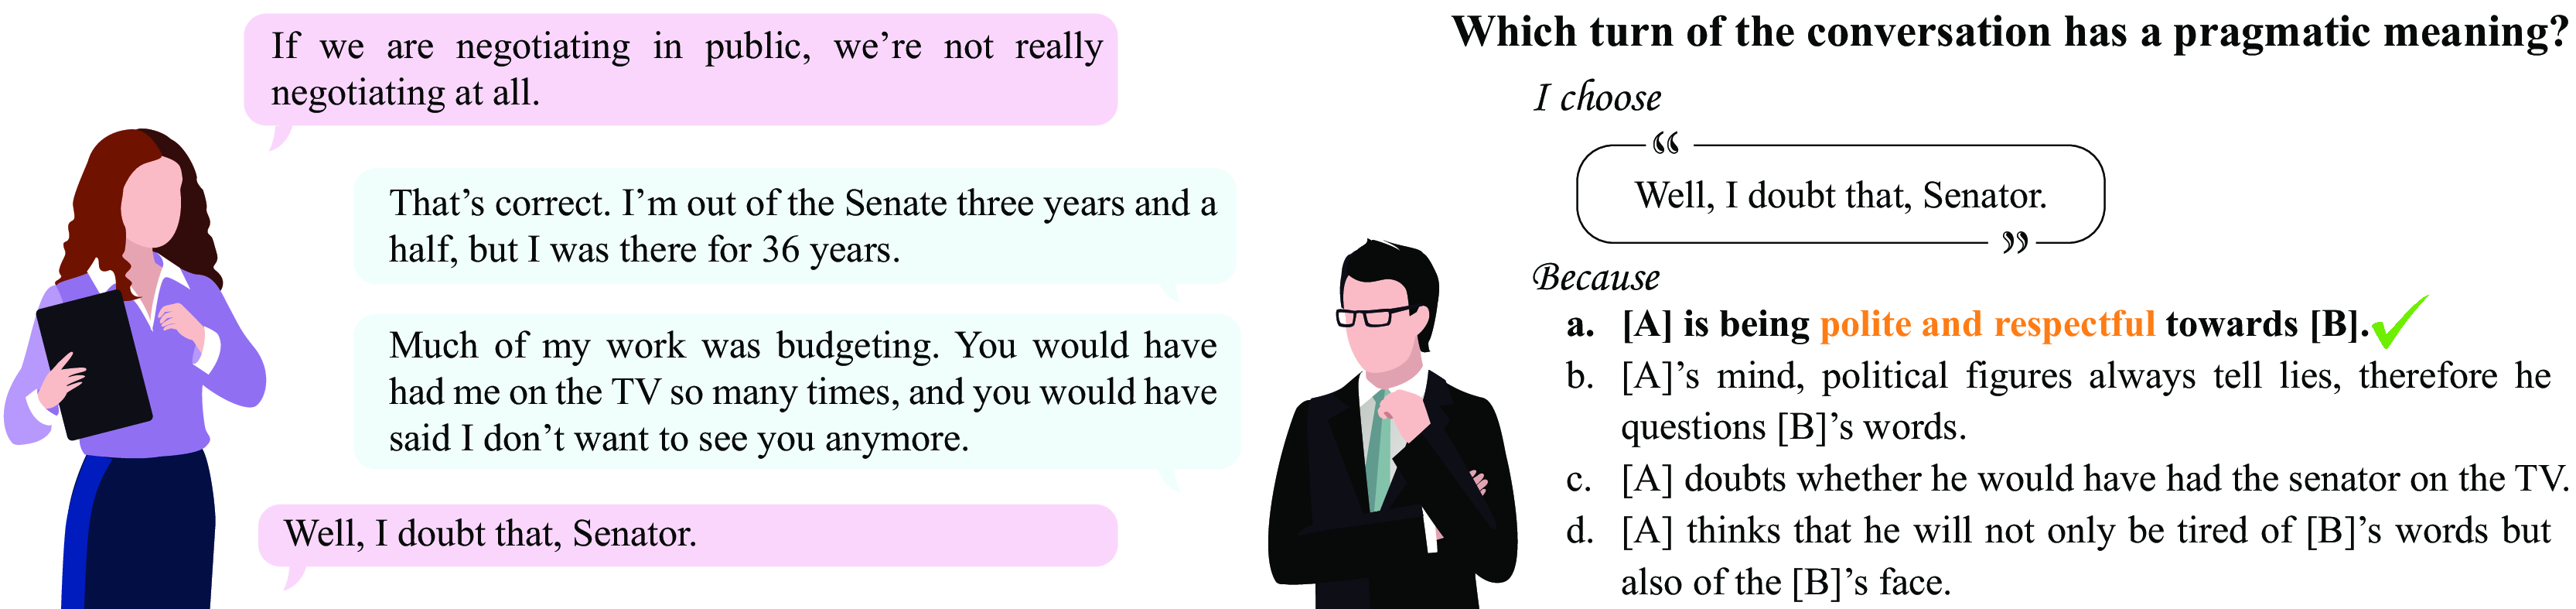 If we are negotiating in public, we’re not really
negotiating at all.
That’s correct. I’m out of the Senate three years and a
half, but I was there for 36 years.
Much of my work was budgeting. You would have
had me on the TV so many times, and you would have
said I don’t want to see you anymore.
Well, I doubt that, Senator.
Which turn of the conversation has a pragmatic meaning?
I choose
“
Well, I doubt that, Senator.
”
Because
a. [A] is being polite and respectful towards [B].
b. [A]’s mind, political figures always tell lies, therefore he
questions [B]’s words.
c. [A] doubts whether he would have had the senator on the TV.
d. [A] thinks that he will not only be tired of [B]’s words but
also of the [B]’s face.